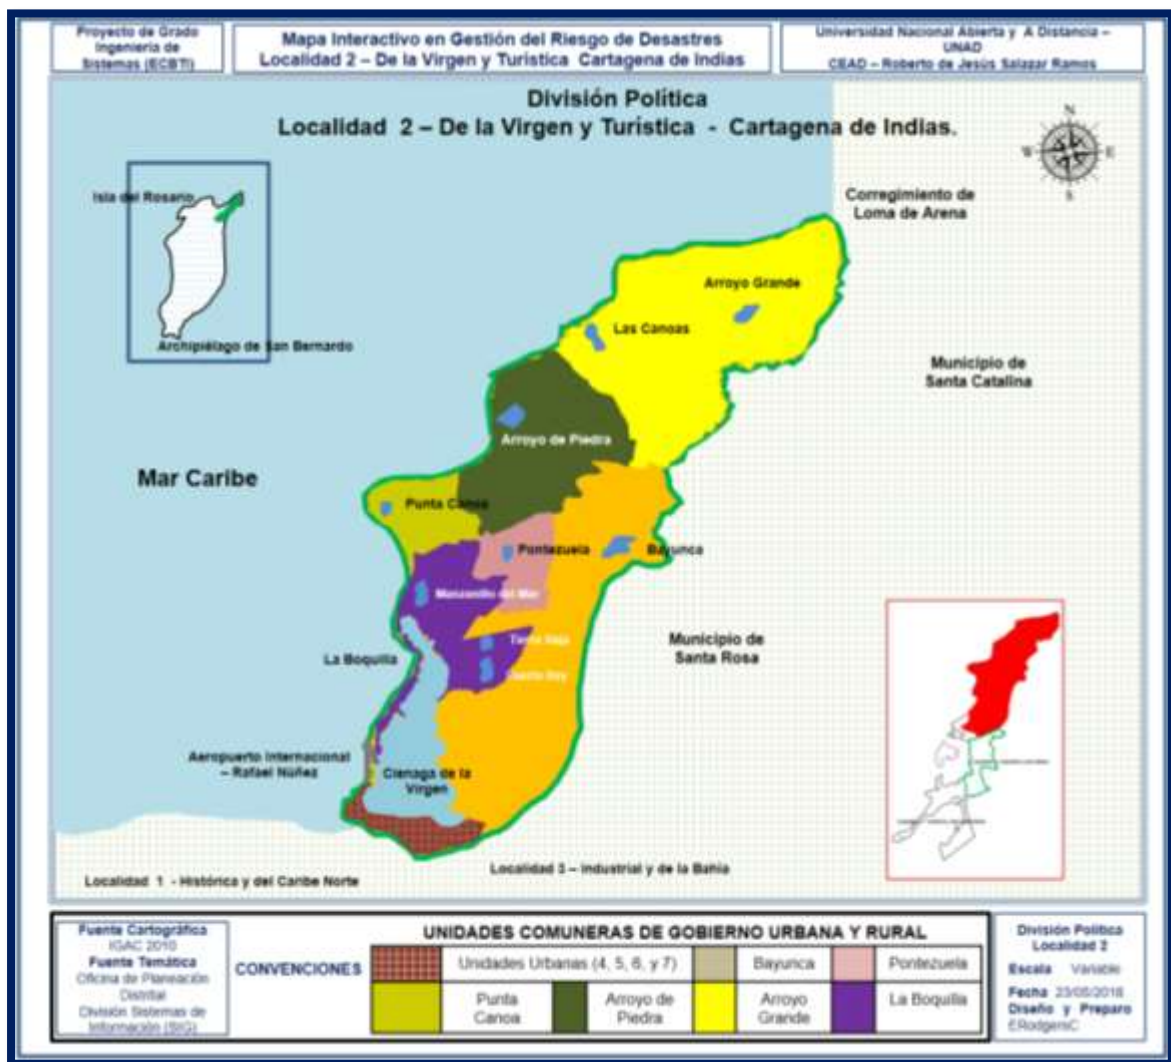 Proyecto de Grado
Ingeniería de
Sistemas (ECBTI)
Mapa Interactivo en Gestión del Riesgo de Desastres
Localidad 2 – De la Virgen y Turística Cartagena de Indias
Universidad Nacional Abierta y A Distancia –
UNAD
CEAD – Roberto de Jesús Salazar Ramos
División Política
Localidad 2 – De la Virgen y Turística - Cartagena de Indias.
N
W
E
S
Isla del Rosario
Archipiélago de San Bernardo
Corregimiento de
Loma de Arena
Arroyo Grande
Las Canoas
Municipio de
Santa Catalina
Arroyo de Piedra
Mar Caribe
Punta Canoa
Pontezuela
Bayunca
Manzanillo del Mar
Tierra Baja
La Boquilla
Municipio de
Santa Rosa
Aeropuerto Internacional
– Rafael Núñez
Cienaga de la
Virgen
Localidad 3 – Industrial y de la Bahía
Localidad 1 - Histórica y del Caribe Norte
Fuente Cartográfica
IGAC 2010
Fuente Temática
Oficina de Planeación
Distrital
División Sistemas de
Información (SIG)
CONVENCIONES
UNIDADES COMUNERAS DE GOBIERNO URBANA Y RURAL
Unidades Urbanas (4, 5, 6, y 7)
Bayunca
Pontezuela
Punta
Canoa
Arroyo de
Piedra
Arroyo
Grande
La Boquilla
División Política
Localidad 2
Escala Variable
Fecha 23/05/2018
Diseño y Preparo
ERodgersC